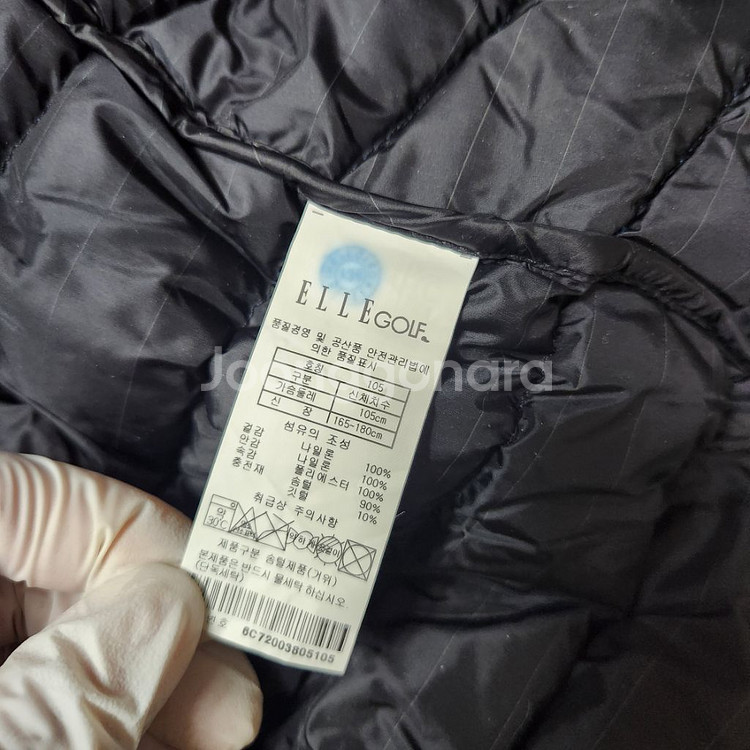 ELLE GOLF
품질경영 및 공산품 안전관리법에
의한 품질표시
호칭 105
구분 신체치수
가슴둘레 105cm
신 장 165-180cm
섬유의 조성
겉감 나일론 100%
안감 나일론 100%
속감 폴리에스터 100%
충전재 솜털 90%
깃털 10%
취급상 주의사항
약
30℃
제품구분 솜털제품(거위)
본제품은 반드시 물세탁 하십시오.
(단독세탁)
번호 6C72003805105
Joonggonara